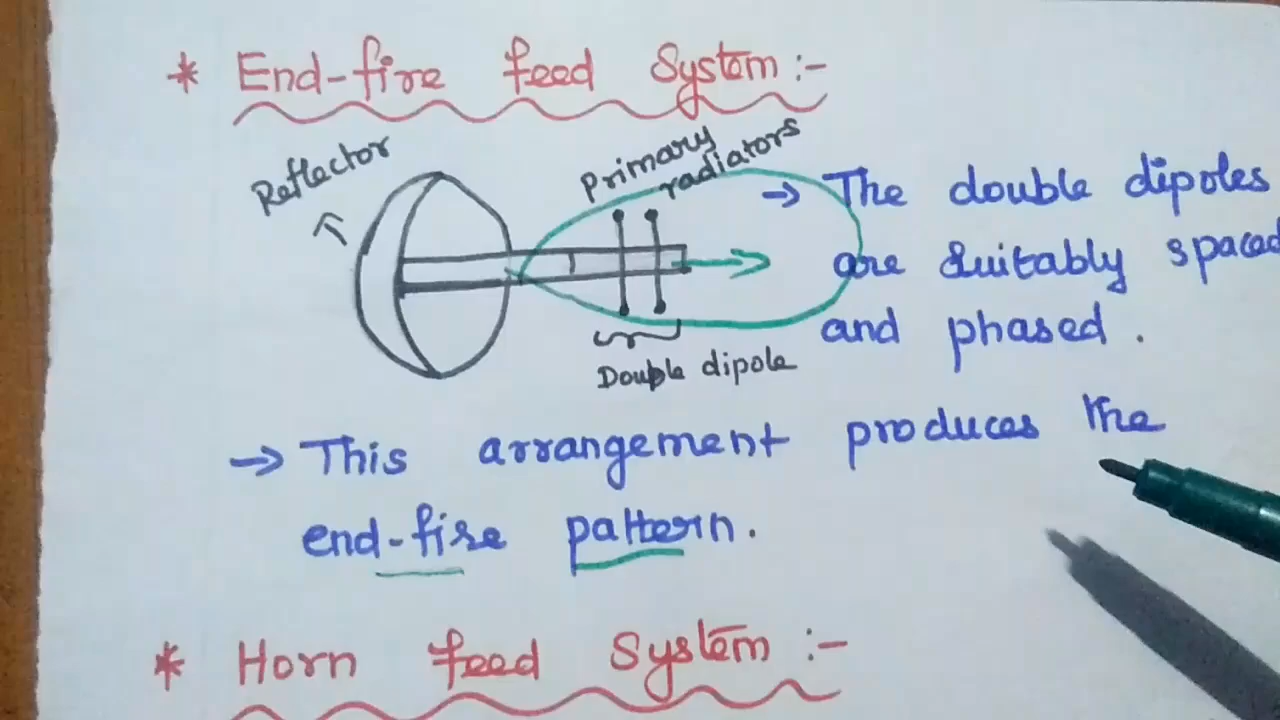 * End-fire feed System :-
Reflector
Primary
radiators
→ The double dipoles
are suitably spaced
and phased.
Double dipole
→ This arrangement produces the
end-fire pattern.
* Horn feed System :-